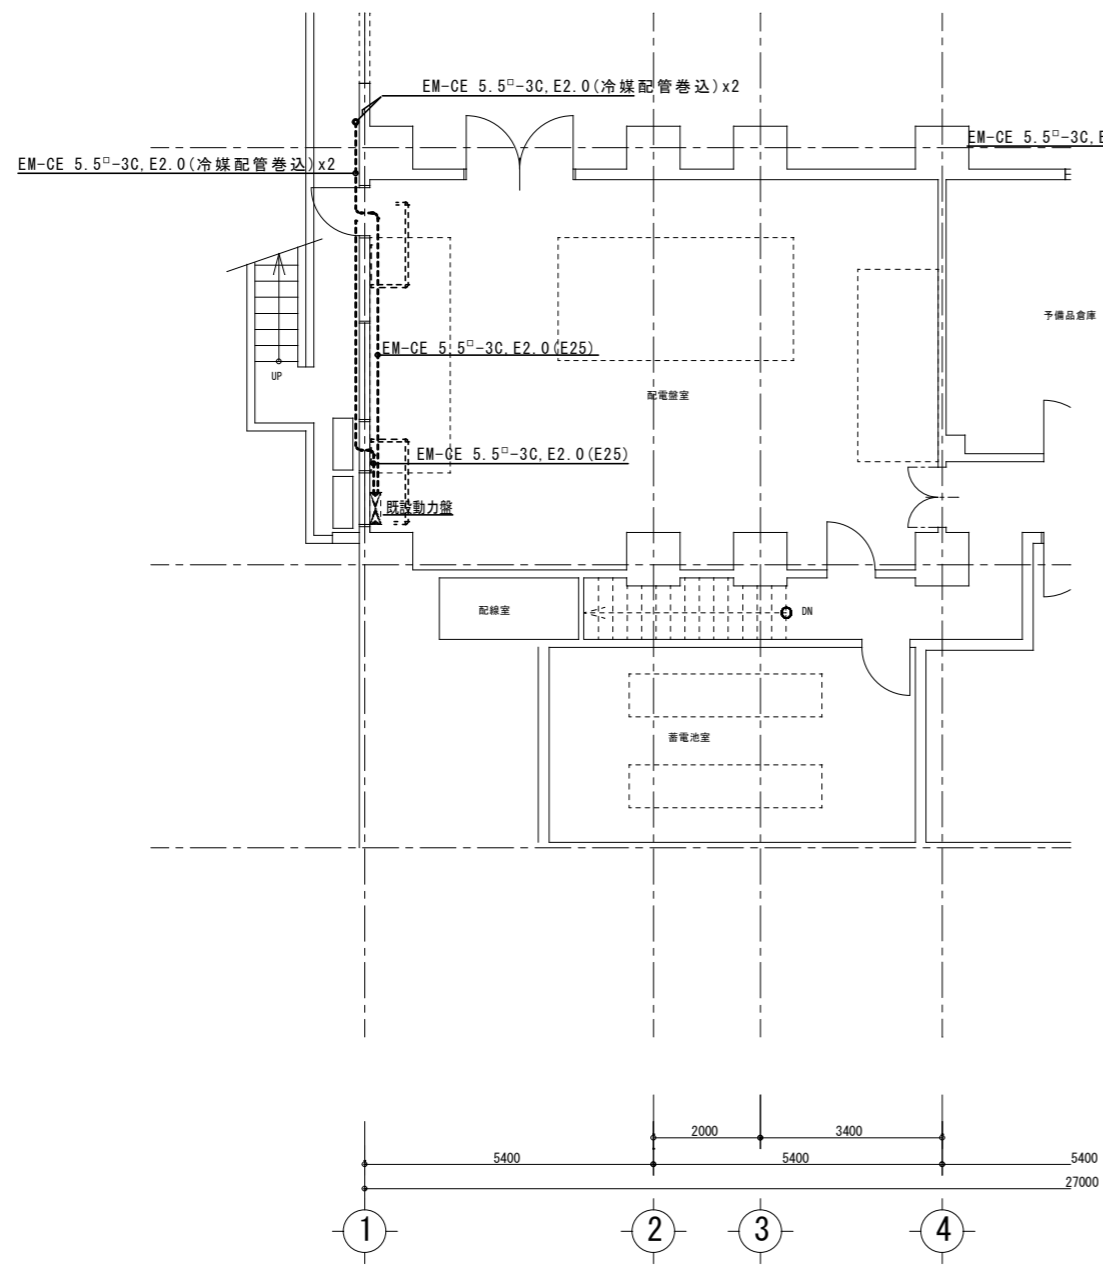 EM-CE 5.5□-3C,E2.0(冷媒配管巻込)x2
EM-CE 5.5□-3C,E
EM-CE 5.5□-3C,E2.0(冷媒配管巻込)x2
予備品倉庫
EM-CE 5.5□-3C,E2.0(E25)
UP
配電盤室
EM-CE 5.5□-3C,E2.0(E25)
既設動力盤
配線室
DN
蓄電池室
2000
3400
5400
5400
5400
27000
1
2
3
4